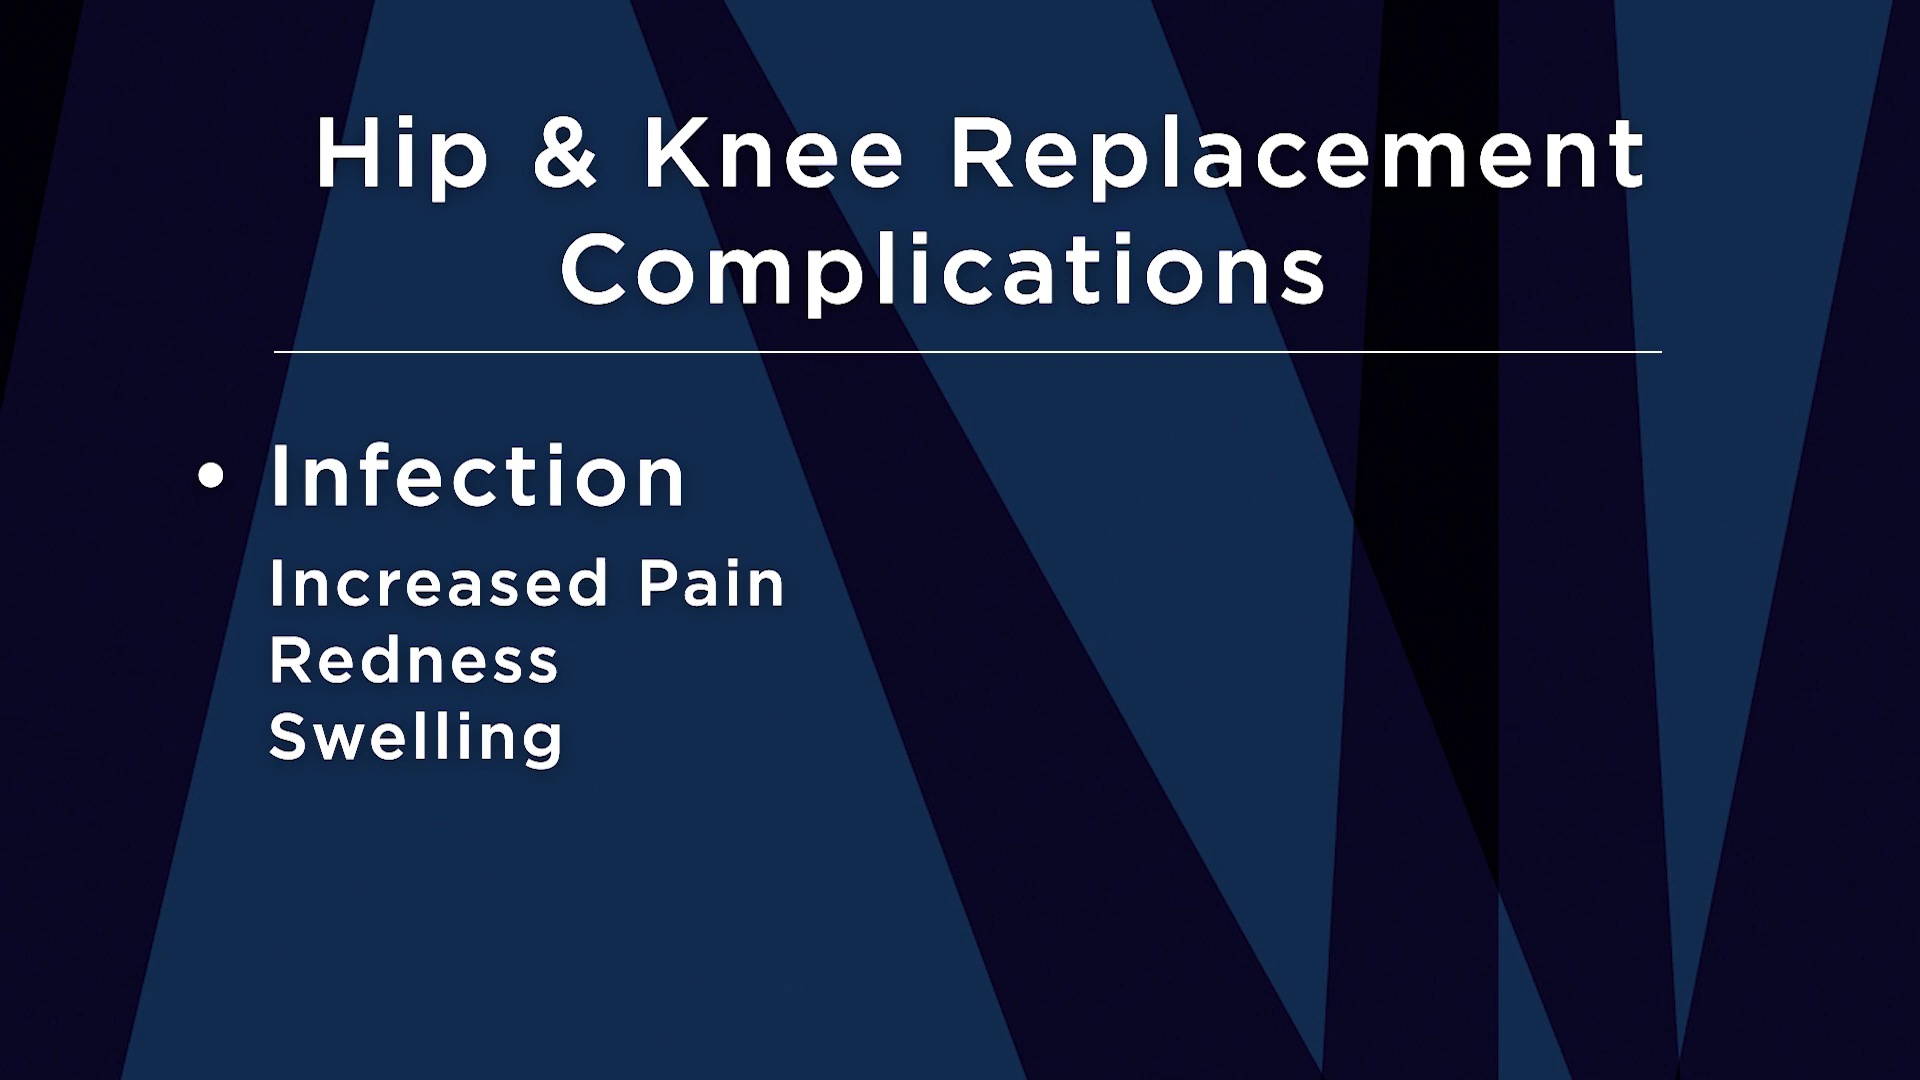 Hip & Knee Replacement
Complications
• Infection
Increased Pain
Redness
Swelling